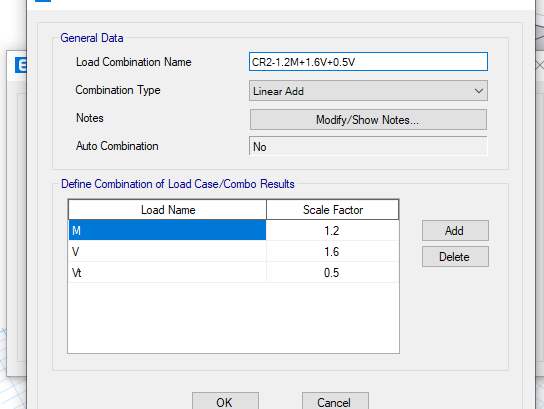 General Data
Load Combination Name CR2-1.2M+1.6V+0.5V
Combination Type Linear Add
Notes Modify/Show Notes...
Auto Combination No
Define Combination of Load Case/Combo Results
Load Name Scale Factor
M 1.2 Add
V 1.6 Delete
Vt 0.5
OK Cancel